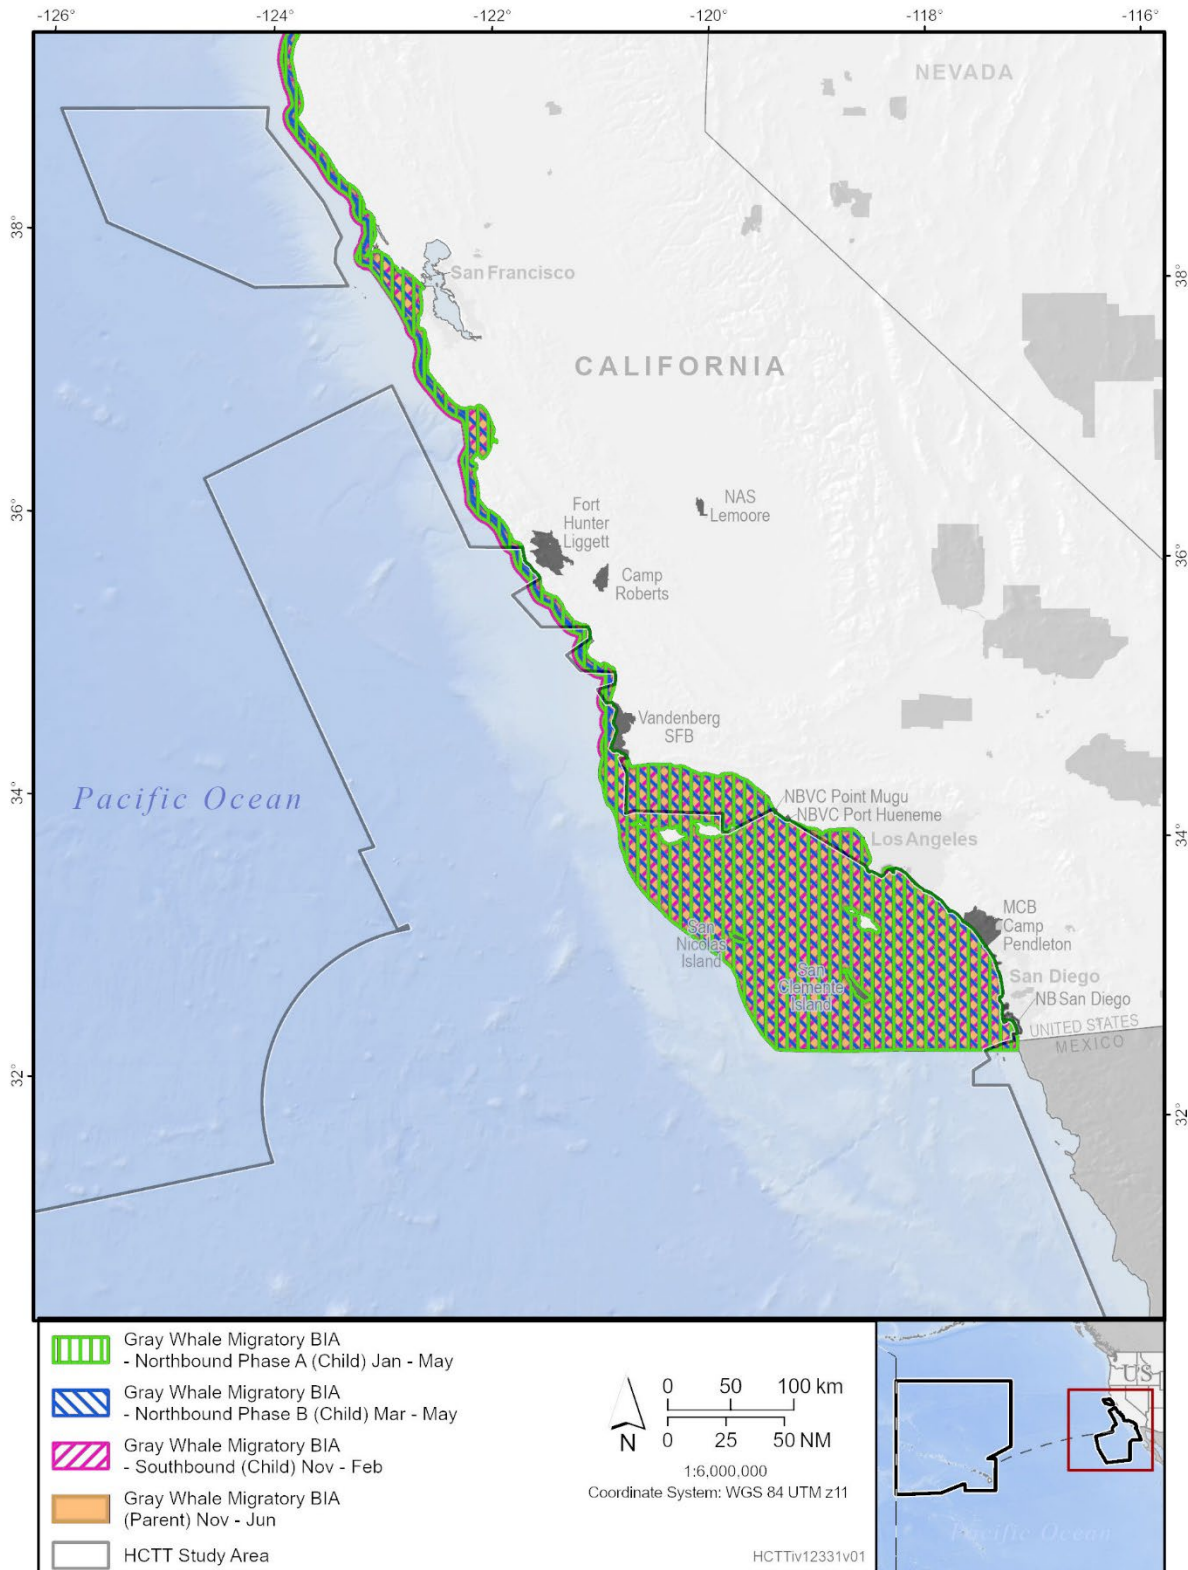 -126°
-124°
-122°
-120°
-118°
-116°
NEVADA
38°
38°
San Francisco
CALIFORNIA
36°
36°
Fort
Hunter
Liggett
NAS
Lemoore
Camp
Roberts
Vandenberg
SFB
34°
34°
Pacific Ocean
NBVC Point Mugu
NBVC Port Hueneme
Los Angeles
MCB
Camp
Pendleton
San
Nicolas
Island
San
Clemente
Island
San Diego
NB San Diego
UNITED STATES
MEXICO
32°
32°
Gray Whale Migratory BIA
- Northbound Phase A (Child) Jan - May
Gray Whale Migratory BIA
- Northbound Phase B (Child) Mar - May
Gray Whale Migratory BIA
- Southbound (Child) Nov - Feb
Gray Whale Migratory BIA
(Parent) Nov - Jun
HCTT Study Area
N
0 50 100 km
0 25 50 NM
1:6,000,000
Coordinate System: WGS 84 UTM z11
HCTTiv12331v01
US
Pacific Ocean